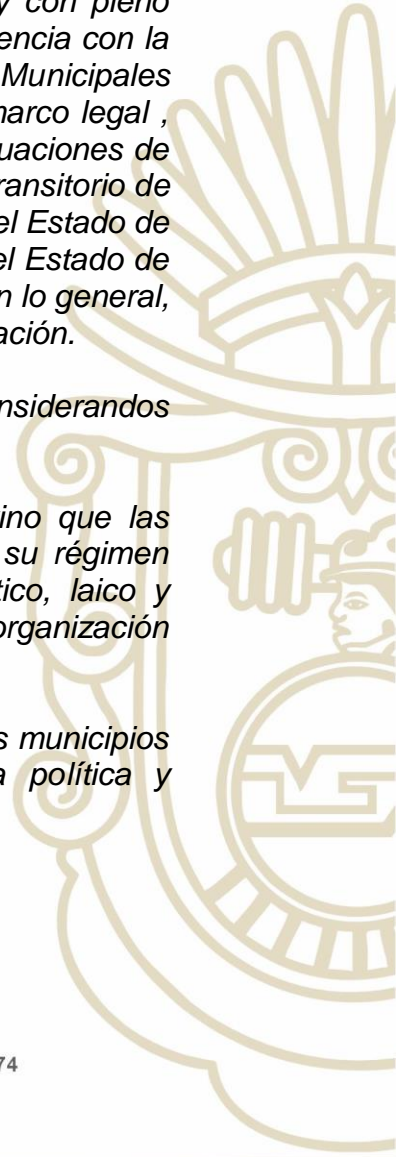 y con pleno
encia con la
Municipales
narco legal ,
uaciones de
ransitorio de
el Estado de
el Estado de
n lo general,
ación.
nsiderandos
ino que las
su régimen
tico, laico y
organización
s municipios
a política y
74